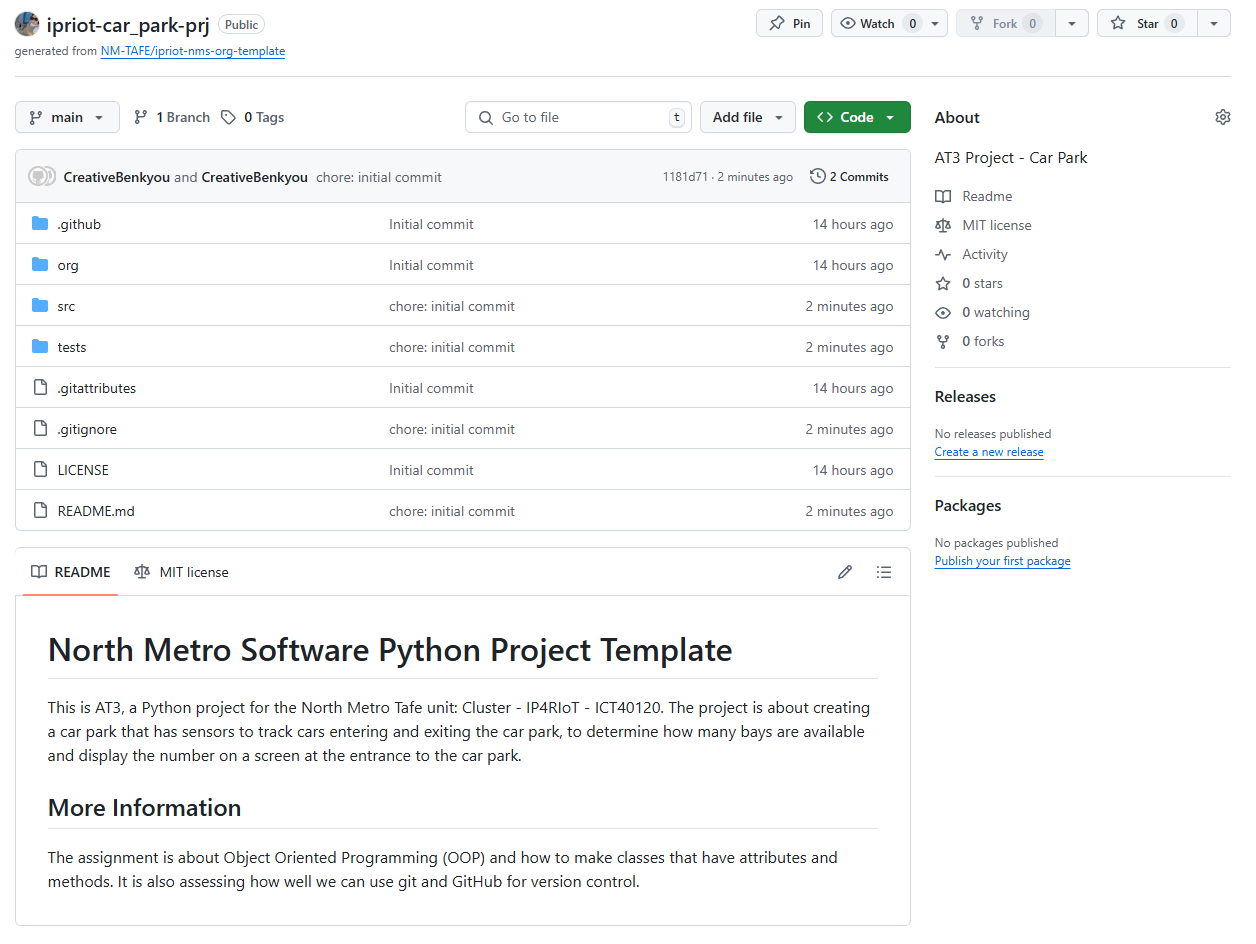 ipriot-car_park-prj Public Pin Watch 0 Fork 0 Star 0
generated from NM-TAFE/ipriot-nms-org-template
main 1 Branch 0 Tags Go to file t Add file Code
CreativeBenkyou and CreativeBenkyou chore: initial commit 1181d71 · 2 minutes ago 2 Commits
.github Initial commit 14 hours ago
org Initial commit 14 hours ago
src chore: initial commit 2 minutes ago
tests chore: initial commit 2 minutes ago
.gitattributes Initial commit 14 hours ago
.gitignore chore: initial commit 2 minutes ago
LICENSE Initial commit 14 hours ago
README.md chore: initial commit 2 minutes ago
README MIT license
North Metro Software Python Project Template
This is AT3, a Python project for the North Metro Tafe unit: Cluster - IP4RIoT - ICT40120. The project is about creating
a car park that has sensors to track cars entering and exiting the car park, to determine how many bays are available
and display the number on a screen at the entrance to the car park.
More Information
The assignment is about Object Oriented Programming (OOP) and how to make classes that have attributes and
methods. It is also assessing how well we can use git and GitHub for version control.
About
AT3 Project - Car Park
Readme
MIT license
Activity
0 stars
0 watching
0 forks
Releases
No releases published
Create a new release
Packages
No packages published
Publish your first package